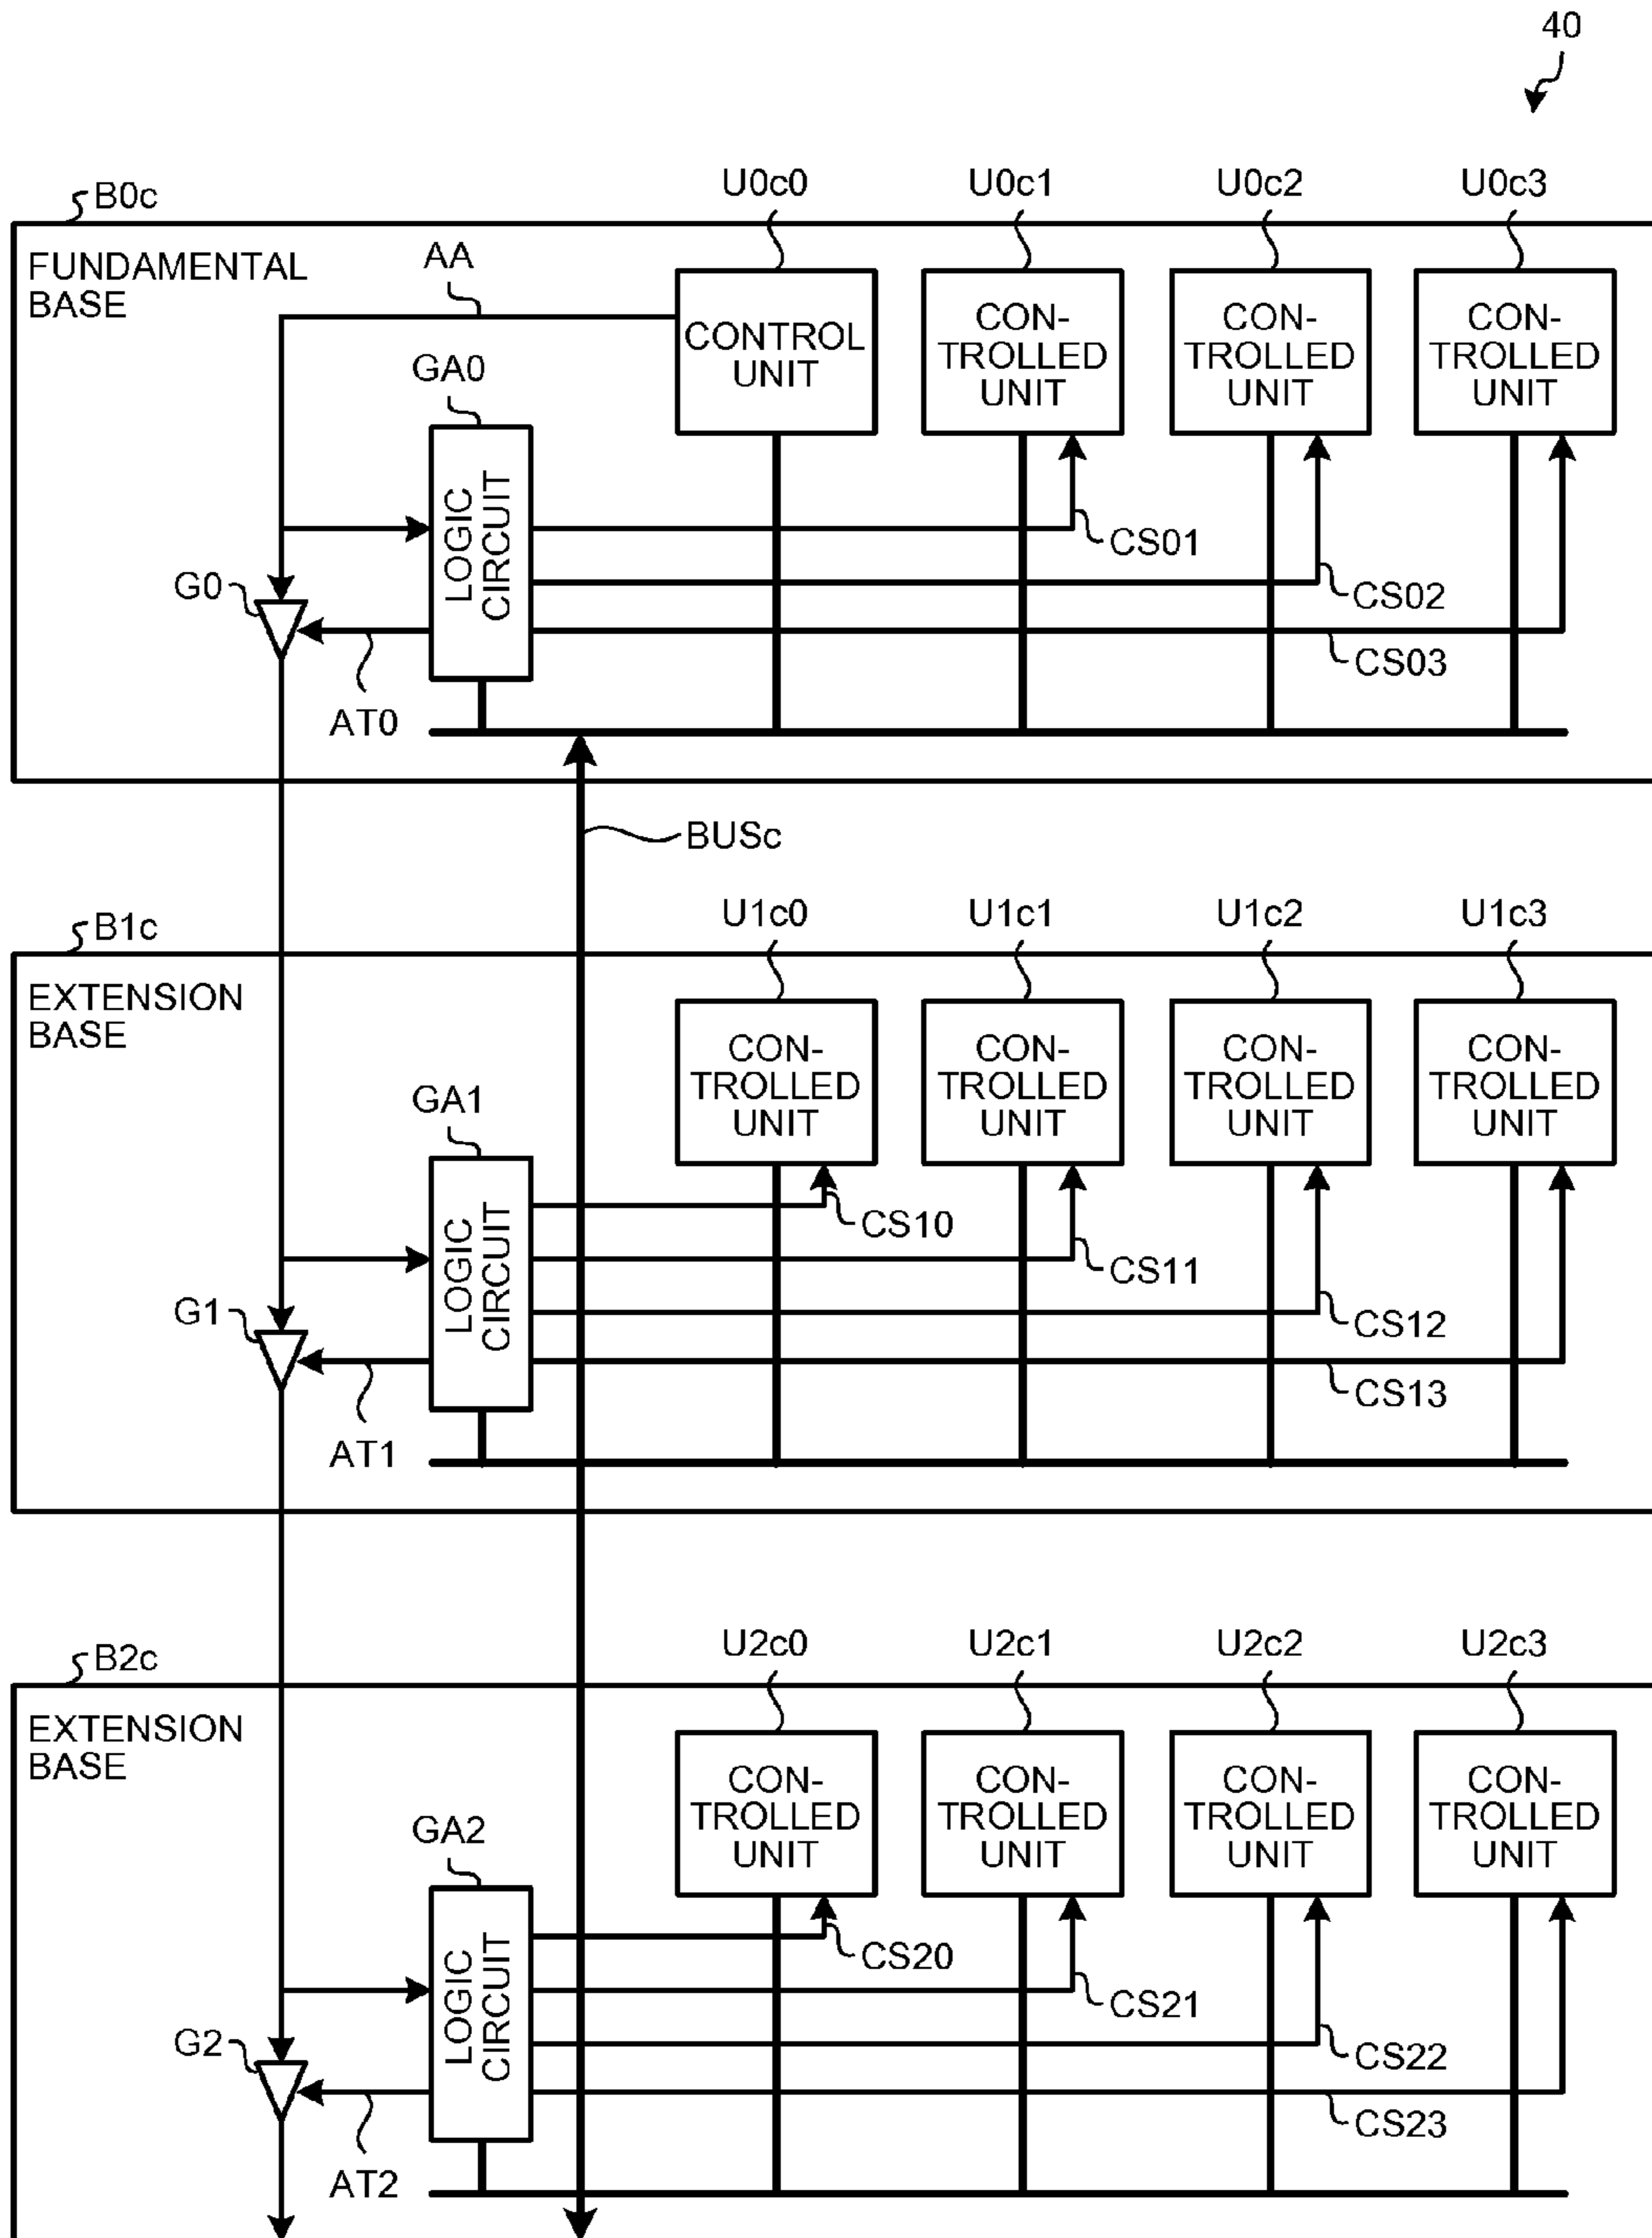 40
B0c
U0c0
U0c1
U0c2
U0c3
FUNDAMENTAL
BASE
AA
CONTROL
UNIT
CON-
TROLLED
UNIT
CON-
TROLLED
UNIT
CON-
TROLLED
UNIT
GA0
LOGIC
CIRCUIT
CS01
G0
CS02
CS03
AT0
BUSc
B1c
U1c0
U1c1
U1c2
U1c3
EXTENSION
BASE
CON-
TROLLED
UNIT
CON-
TROLLED
UNIT
CON-
TROLLED
UNIT
CON-
TROLLED
UNIT
GA1
LOGIC
CIRCUIT
CS10
CS11
G1
CS12
CS13
AT1
B2c
U2c0
U2c1
U2c2
U2c3
EXTENSION
BASE
CON-
TROLLED
UNIT
CON-
TROLLED
UNIT
CON-
TROLLED
UNIT
CON-
TROLLED
UNIT
GA2
LOGIC
CIRCUIT
CS20
CS21
G2
CS22
CS23
AT2